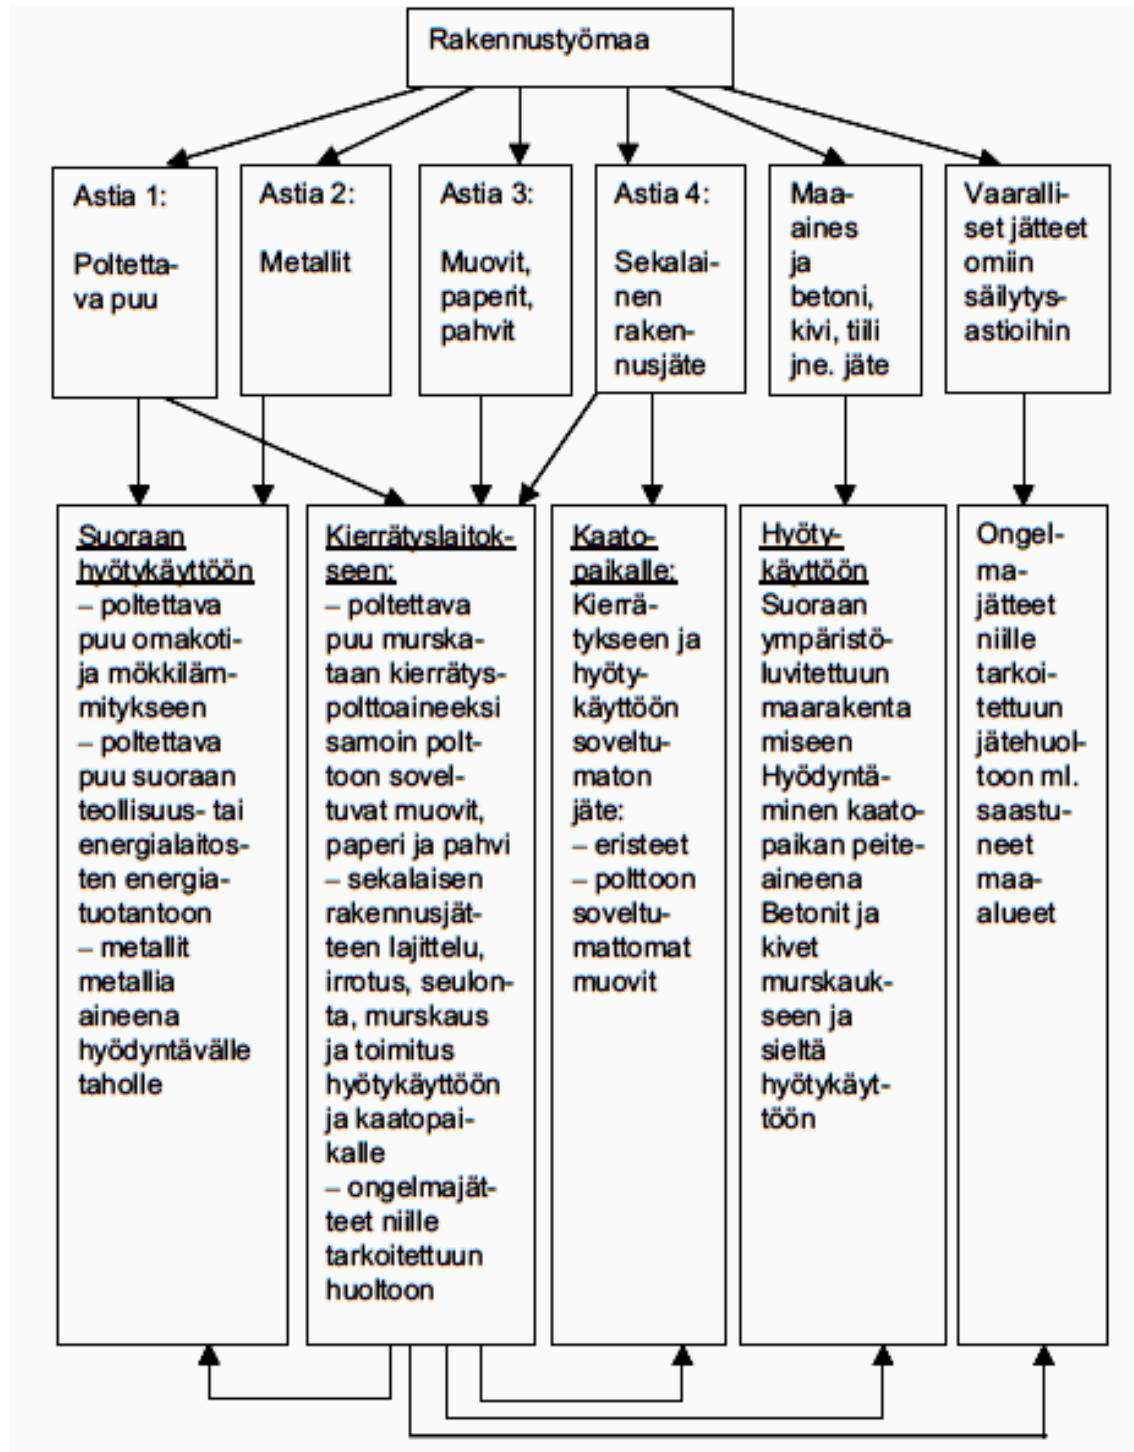 Rakennustyömaa
Astia 1:
Poltetta-
va puu
Astia 2:
Metallit
Astia 3:
Muovit,
paperit,
pahvit
Astia 4:
Sekalai-
nen
raken-
nusjäte
Maa-
aines
ja
betoni,
kivi, tiili
jne. jäte
Vaaralli-
set jätteet
omiin
säilytys-
astioihin
Suoraan
hyötykäyttöön
– poltettava
puu omakoti-
ja mökkiläm-
mitykseen
– poltettava
puu suoraan
teollisuus- tai
energialaitos-
ten energia-
tuotantoon
– metallit
metallia
aineena
hyödyntävälle
taholle
Kierrätyslaitok-
seen:
– poltettava
puu murska-
taan kierrätys-
polttoaineeksi
samoin polt-
toon sovel-
tuvat muovit,
paperi ja pahvi
– sekalaisen
rakennusjät-
teen lajittelu,
irrotus, seulon-
ta, murskaus
ja toimitus
hyötykäyttöön
ja kaatopai-
kalle
– ongelmajät-
teet niille
tarkoitettuun
huoltoon
Kaato-
paikalle:
Kierrä-
tykseen ja
hyöty-
käyttöön
soveltu-
maton
jäte:
– eristeet
– polttoon
soveltu-
mattomat
muovit
Hyöty-
käyttöön
Suoraan
ympäristö-
luvitettuun
maarakenta
miseen
Hyödyntä-
minen kaato-
paikan peite-
aineena
Betonit ja
kivet
murskauk-
seen ja
sieltä
hyötykäyt-
töön
Ongel-
ma-
jätteet
niille
tarkoi-
tettuun
jätehuol-
toon ml.
saastu-
neet
maa-
alueet